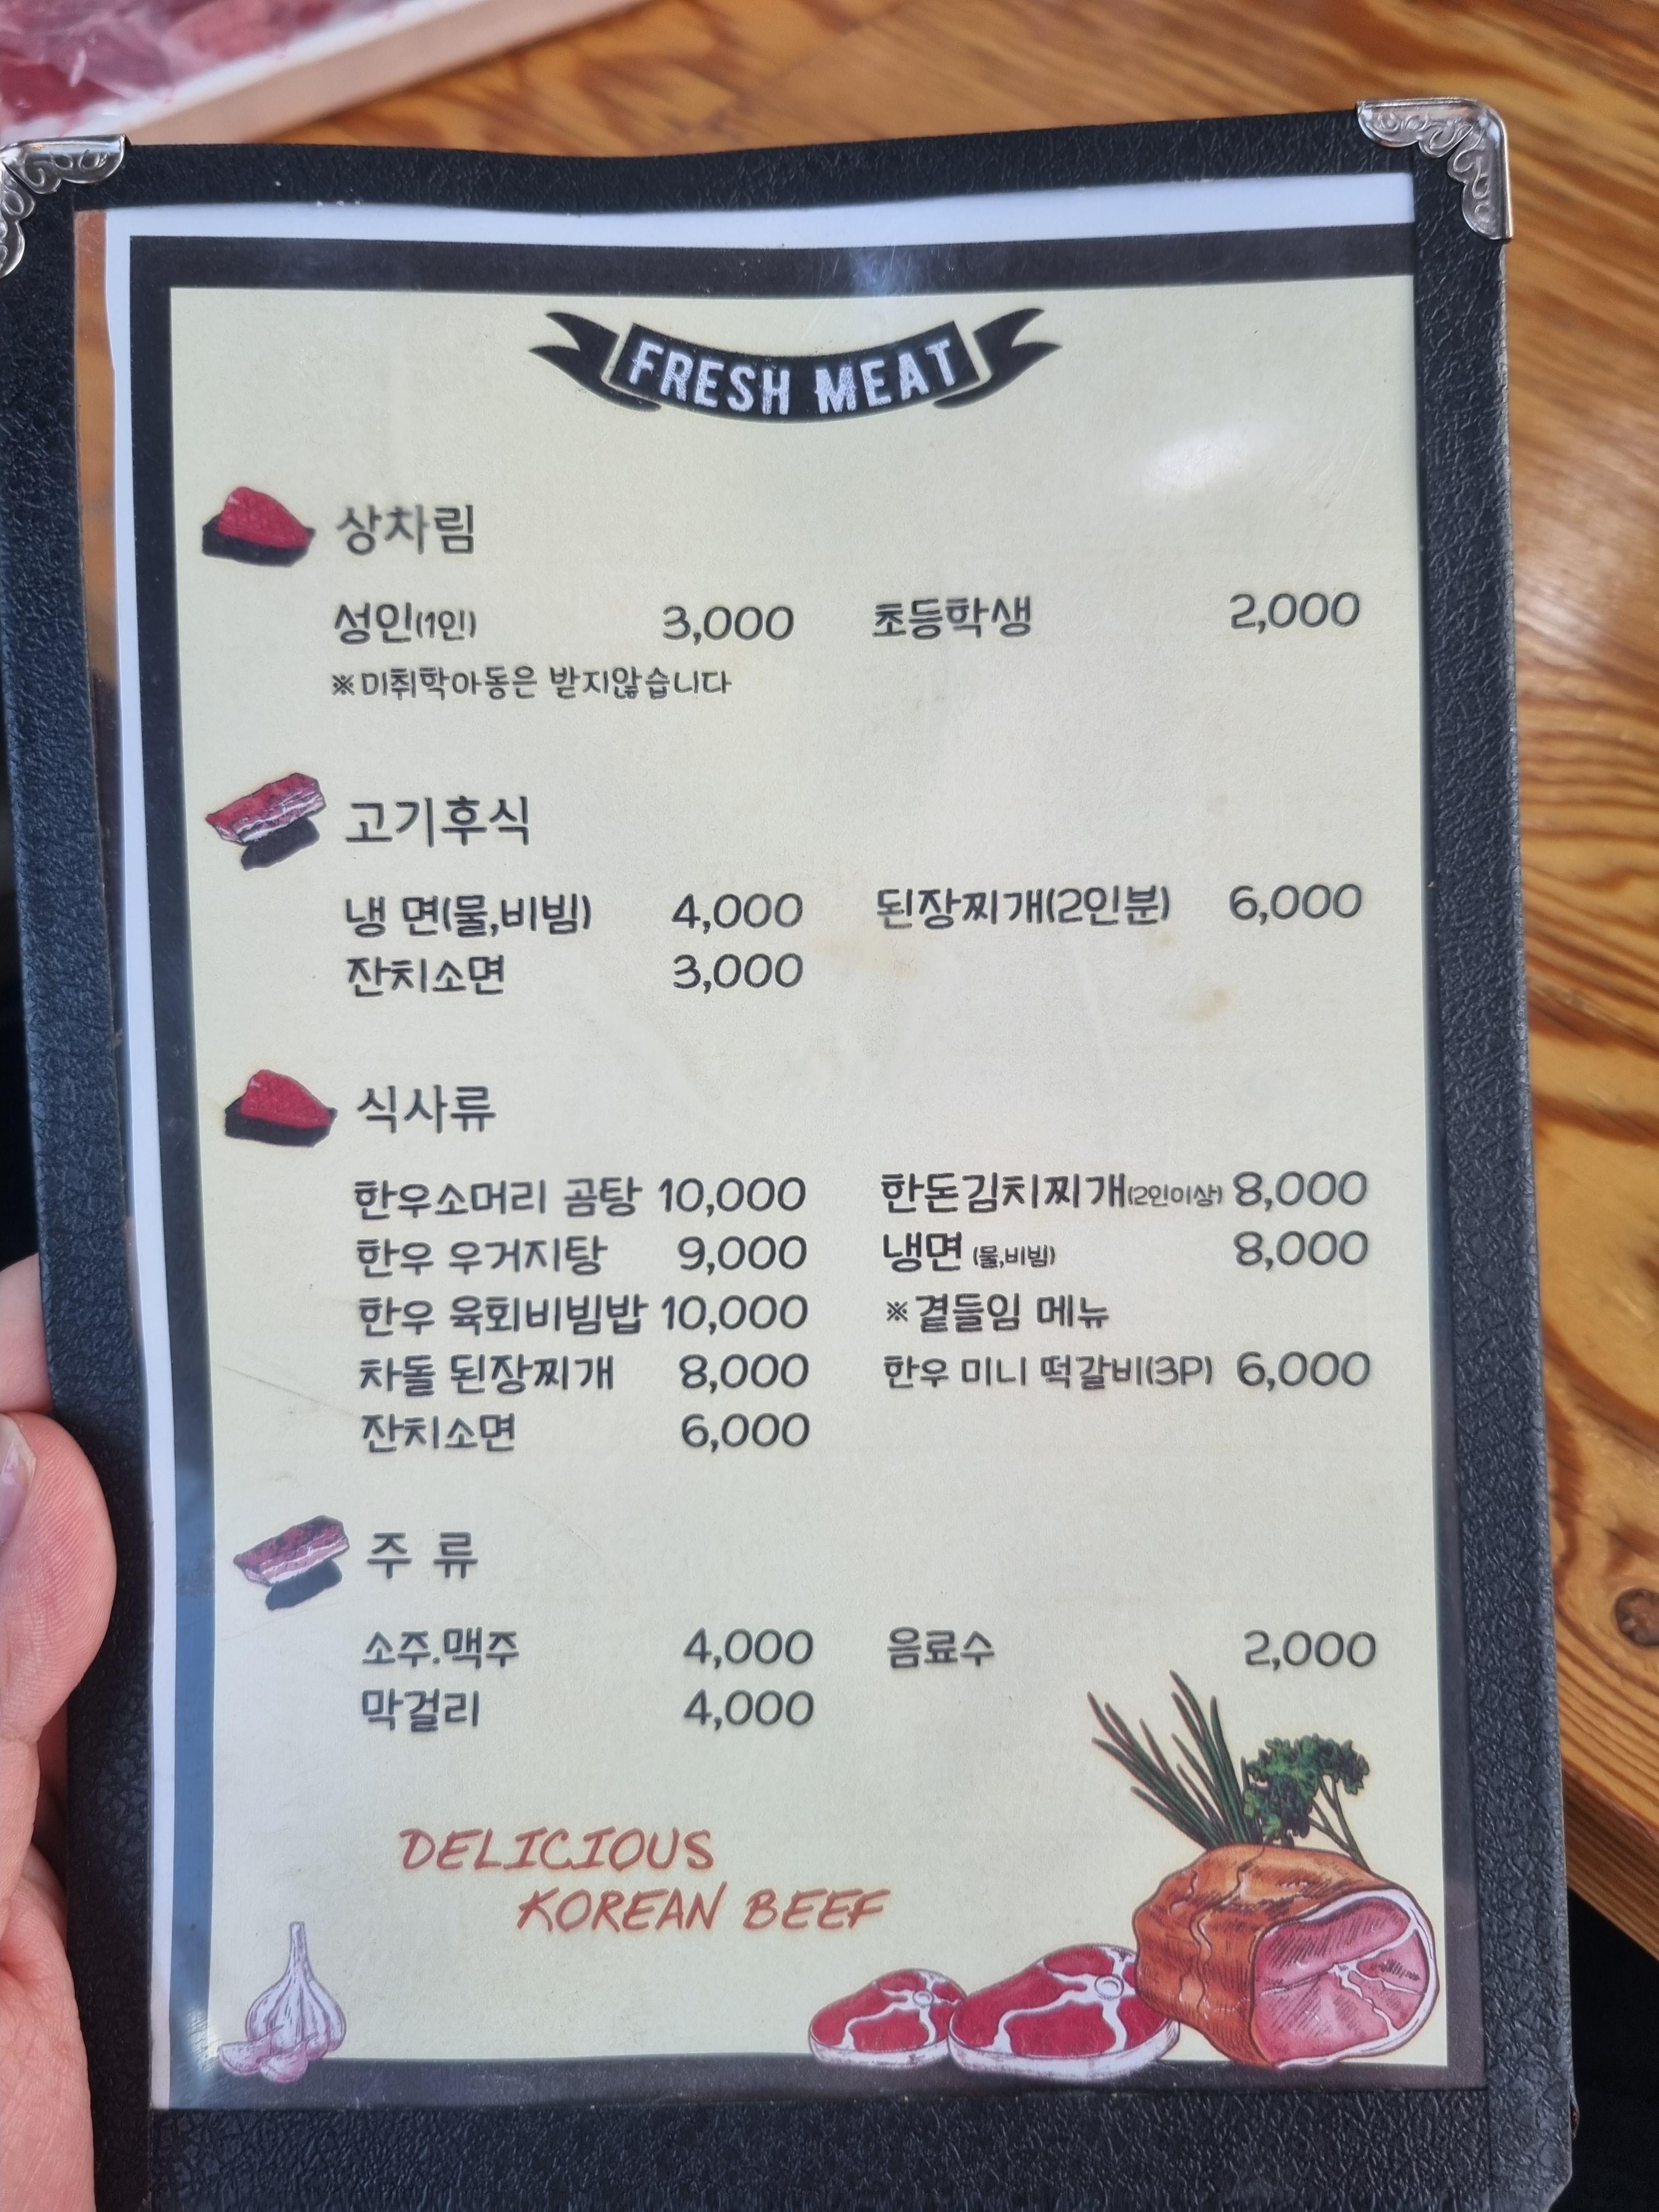 FRESH MEAT
상차림
성인(1인) 3,000 초등학생 2,000
※미취학아동은 받지않습니다
고기후식
냉 면(물,비빔) 4,000 된장찌개(2인분) 6,000
잔치소면 3,000
식사류
한우소머리 곰탕 10,000 한돈김치찌개(2인이상) 8,000
한우 우거지탕 9,000 냉면 (물,비빔) 8,000
한우 육회비빔밥 10,000 ※곁들임 메뉴
차돌 된장찌개 8,000 한우 미니 떡갈비(3P) 6,000
잔치소면 6,000
주 류
소주.맥주 4,000 음료수 2,000
막걸리 4,000
DELICIOUS
KOREAN BEEF